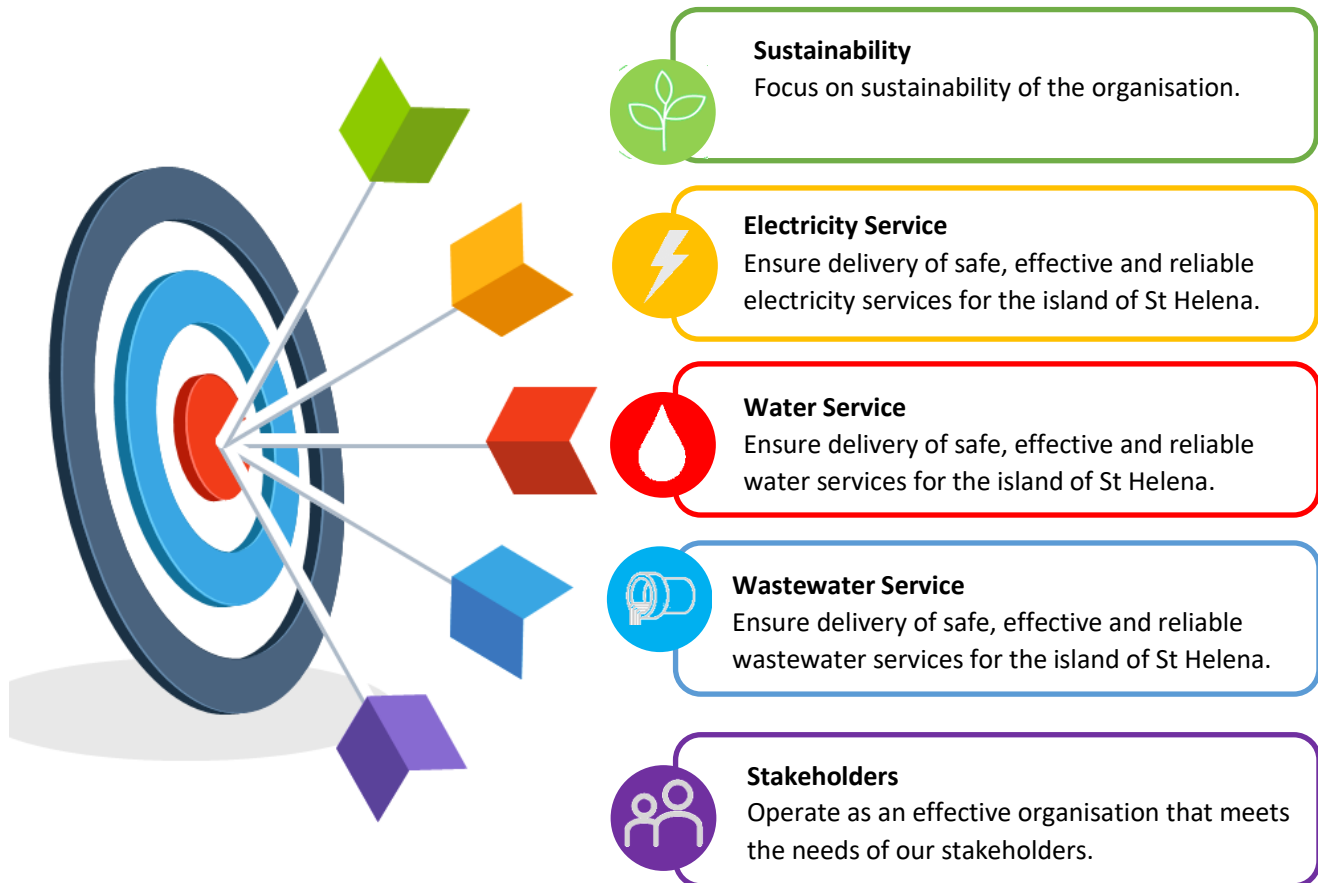 Sustainability
Focus on sustainability of the organisation.
Electricity Service
Ensure delivery of safe, effective and reliable
electricity services for the island of St Helena.
Water Service
Ensure delivery of safe, effective and reliable
water services for the island of St Helena.
Wastewater Service
Ensure delivery of safe, effective and reliable
wastewater services for the island of St Helena.
Stakeholders
Operate as an effective organisation that meets
the needs of our stakeholders.